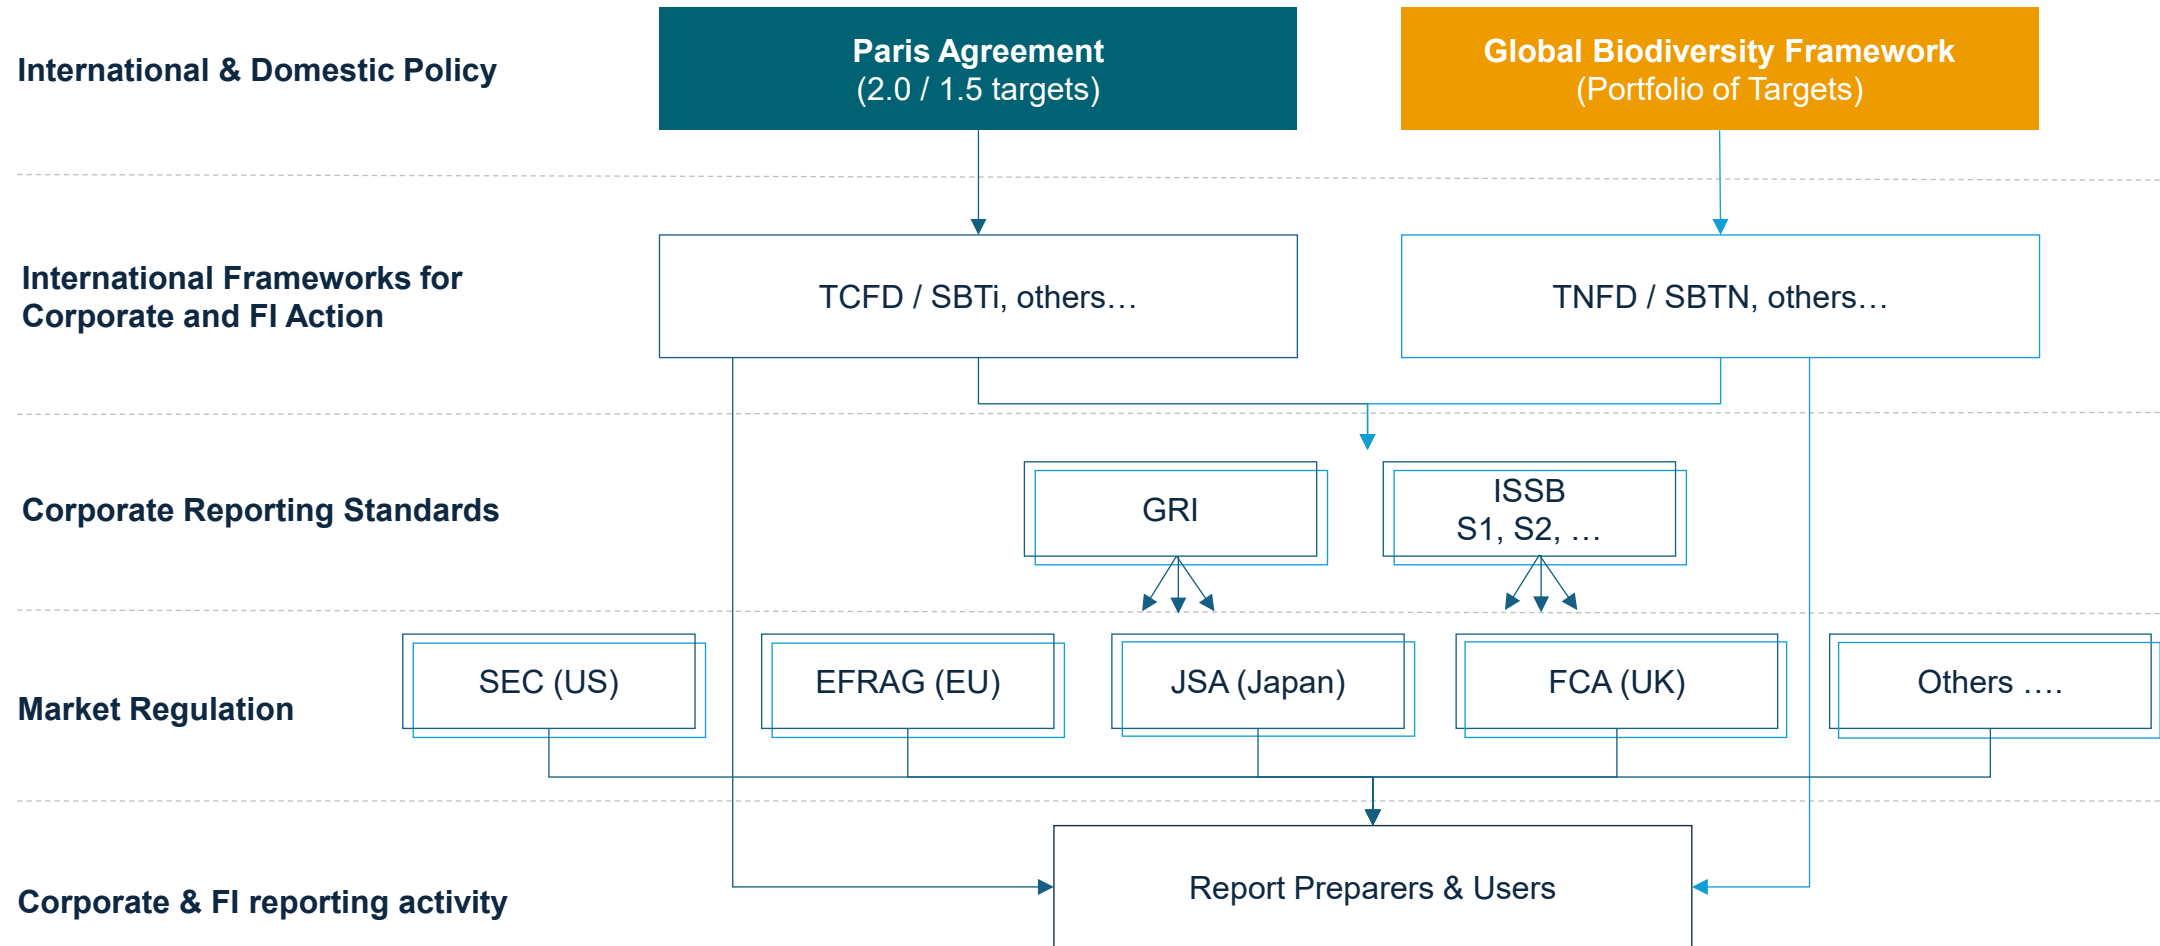 International & Domestic Policy
Paris Agreement
(2.0 / 1.5 targets)
Global Biodiversity Framework
(Portfolio of Targets)
International Frameworks for
Corporate and FI Action
TCFD / SBTi, others…
TNFD / SBTN, others…
Corporate Reporting Standards
GRI
ISSB
S1, S2, …
Market Regulation
SEC (US)
EFRAG (EU)
JSA (Japan)
FCA (UK)
Others ….
Corporate & FI reporting activity
Report Preparers & Users